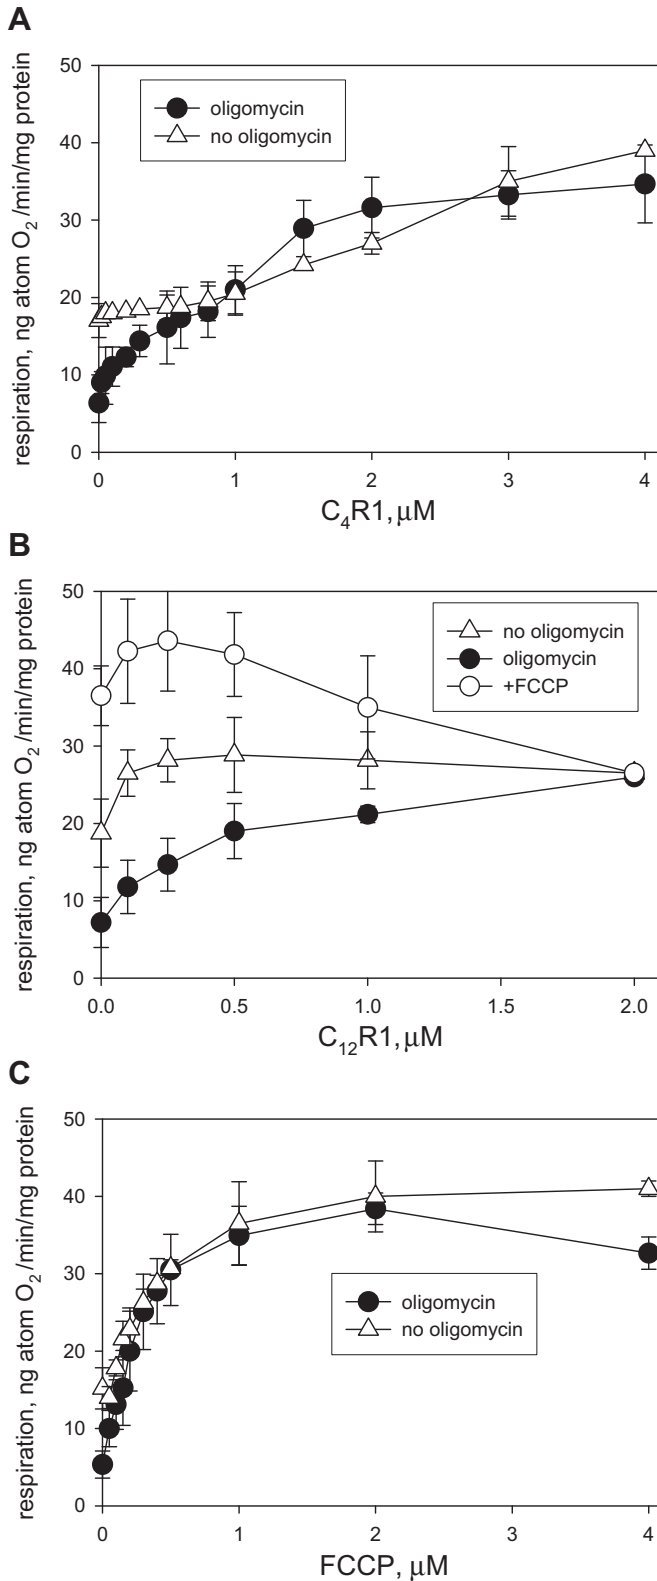 A
respiration, ng atom O2 /min/mg protein
50
40
30
20
10
0
oligomycin
no oligomycin
0 1 2 3 4
C4R1, μM
B
respiration, ng atom O2 /min/mg protein
50
40
30
20
10
0
no oligomycin
oligomycin
+FCCP
0.0 0.5 1.0 1.5 2.0
C12R1, μM
C
respiration, ng atom O2 /min/mg protein
50
40
30
20
10
0
oligomycin
no oligomycin
0 1 2 3 4
FCCP, μM